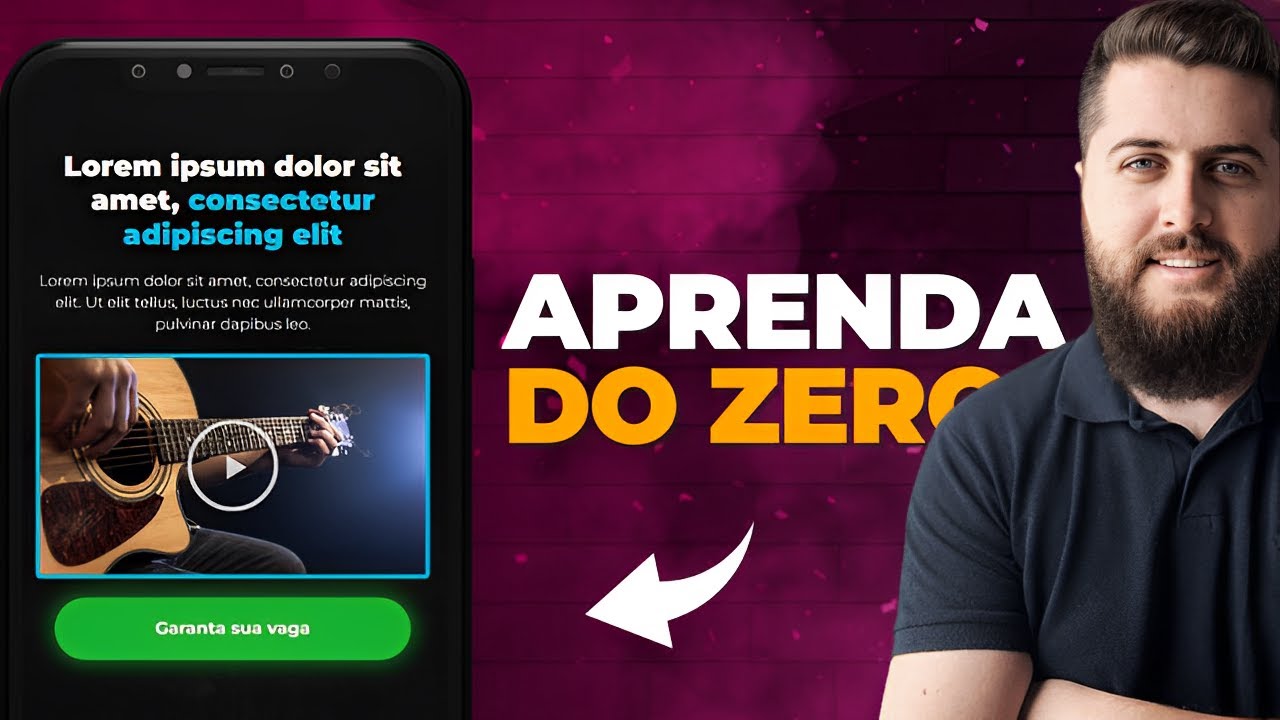 Lorem ipsum dolor sit
amet, consectetur
adipiscing elit
Lorem ipsum dolor sit amet, consectetur adipiscing
elit. Ut elit tellus, luctus nec ullamcorper mattis,
pulvinar dapibus leo.
Garanta sua vaga
APRENDA
DO ZERO